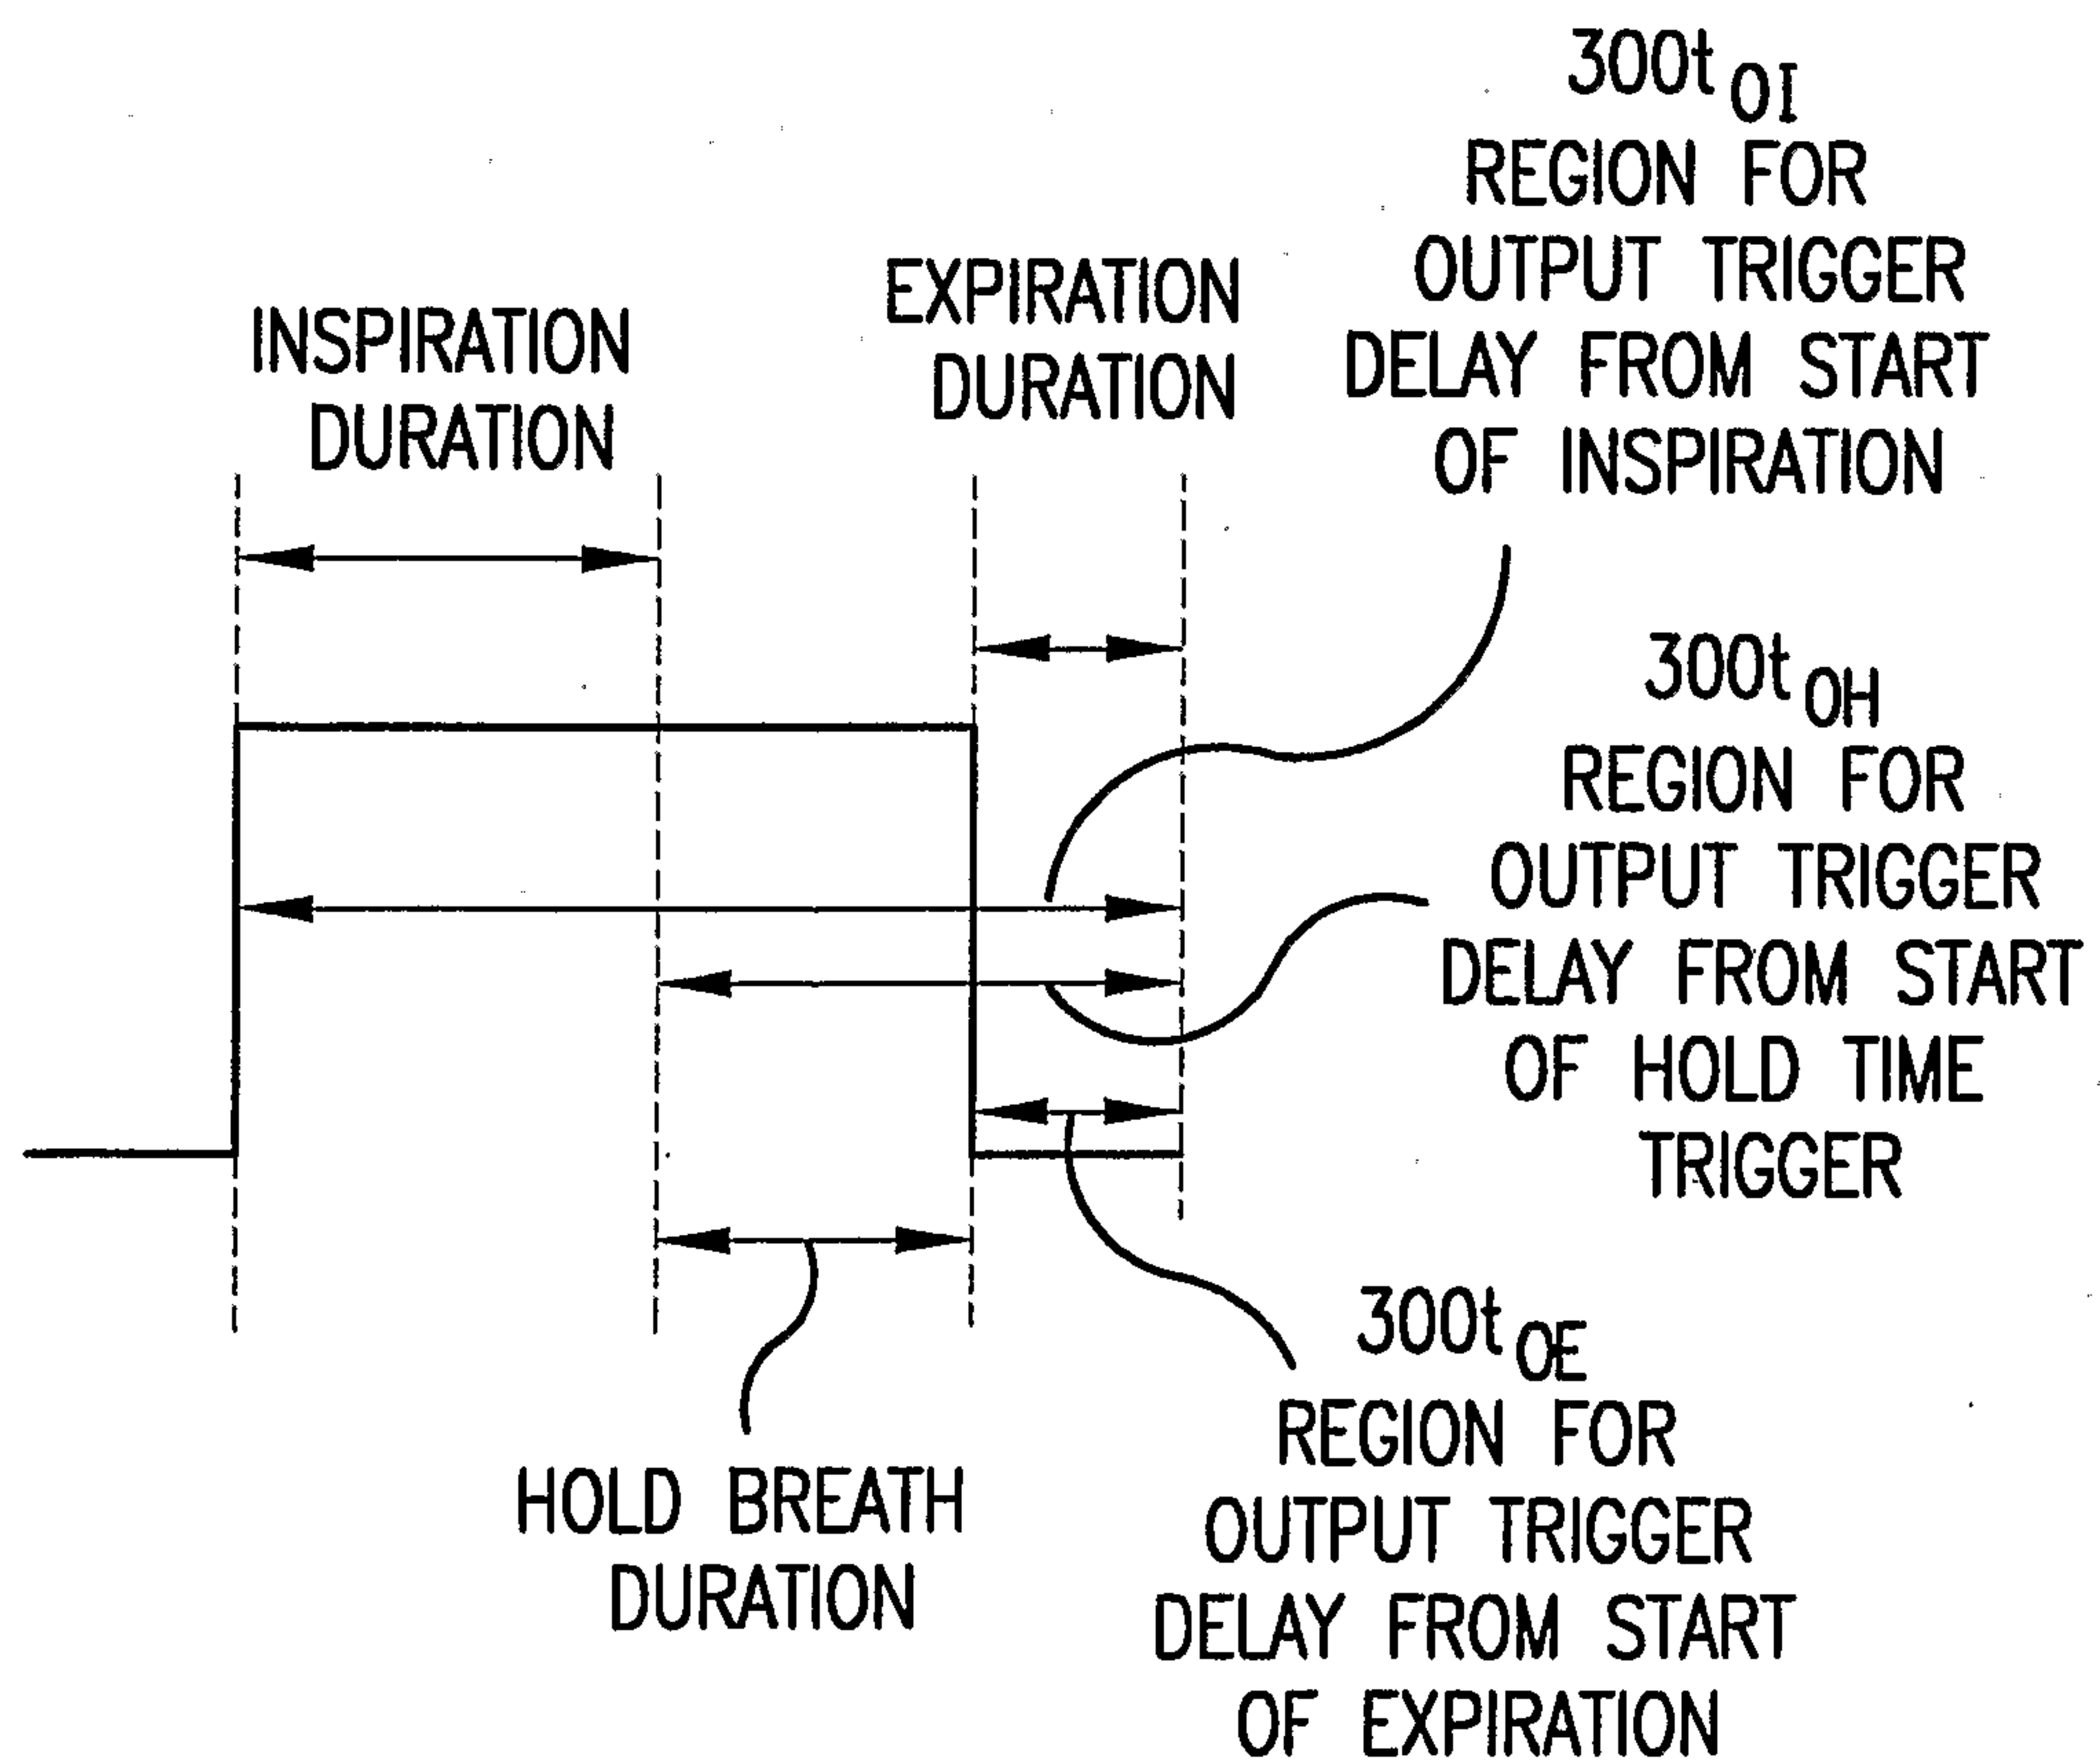 INSPIRATION
DURATION
EXPIRATION
DURATION
300t OI
REGION FOR
OUTPUT TRIGGER
DELAY FROM START
OF INSPIRATION
300t OH
REGION FOR
OUTPUT TRIGGER
DELAY FROM START
OF HOLD TIME
TRIGGER
300t OE
REGION FOR
OUTPUT TRIGGER
DELAY FROM START
OF EXPIRATION
HOLD BREATH
DURATION